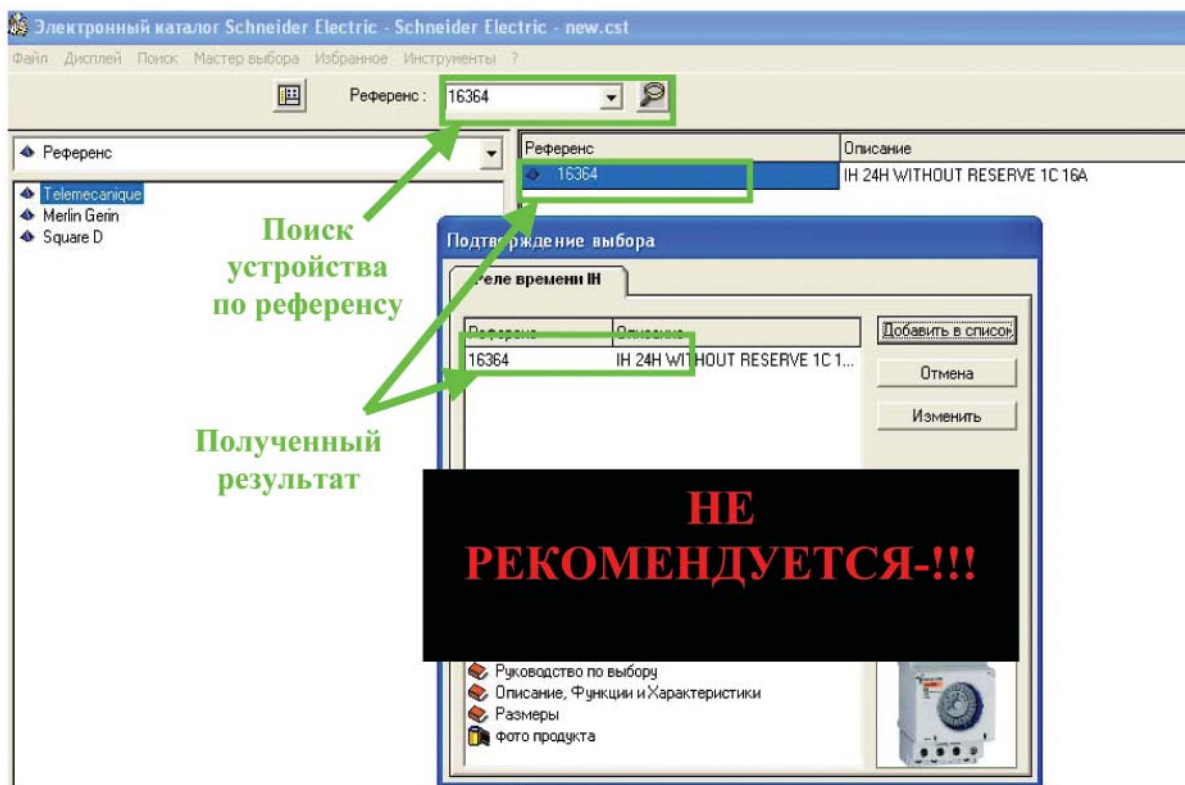 Электронный каталог Schneider Electric - Schneider Electric - new.cst
Файл Дисплей Поиск Мастер выбора Избранное Инструменты ?
Референс : 16364
Референс
Референс Описание
16364 IH 24H WITHOUT RESERVE 1C 16A
Telemecanique
Merlin Gerin
Square D
Поиск
устройства
по референсу
Подтверждение выбора
Реле времени IH
Референс Описание
16364 IH 24H WITHOUT RESERVE 1C 1...
Добавить в список
Отмена
Изменить
Полученный
результат
НЕ
РЕКОМЕНДУЕТСЯ-!!!
Руководство по выбору
Описание, Функции и Характеристики
Размеры
фото продукта